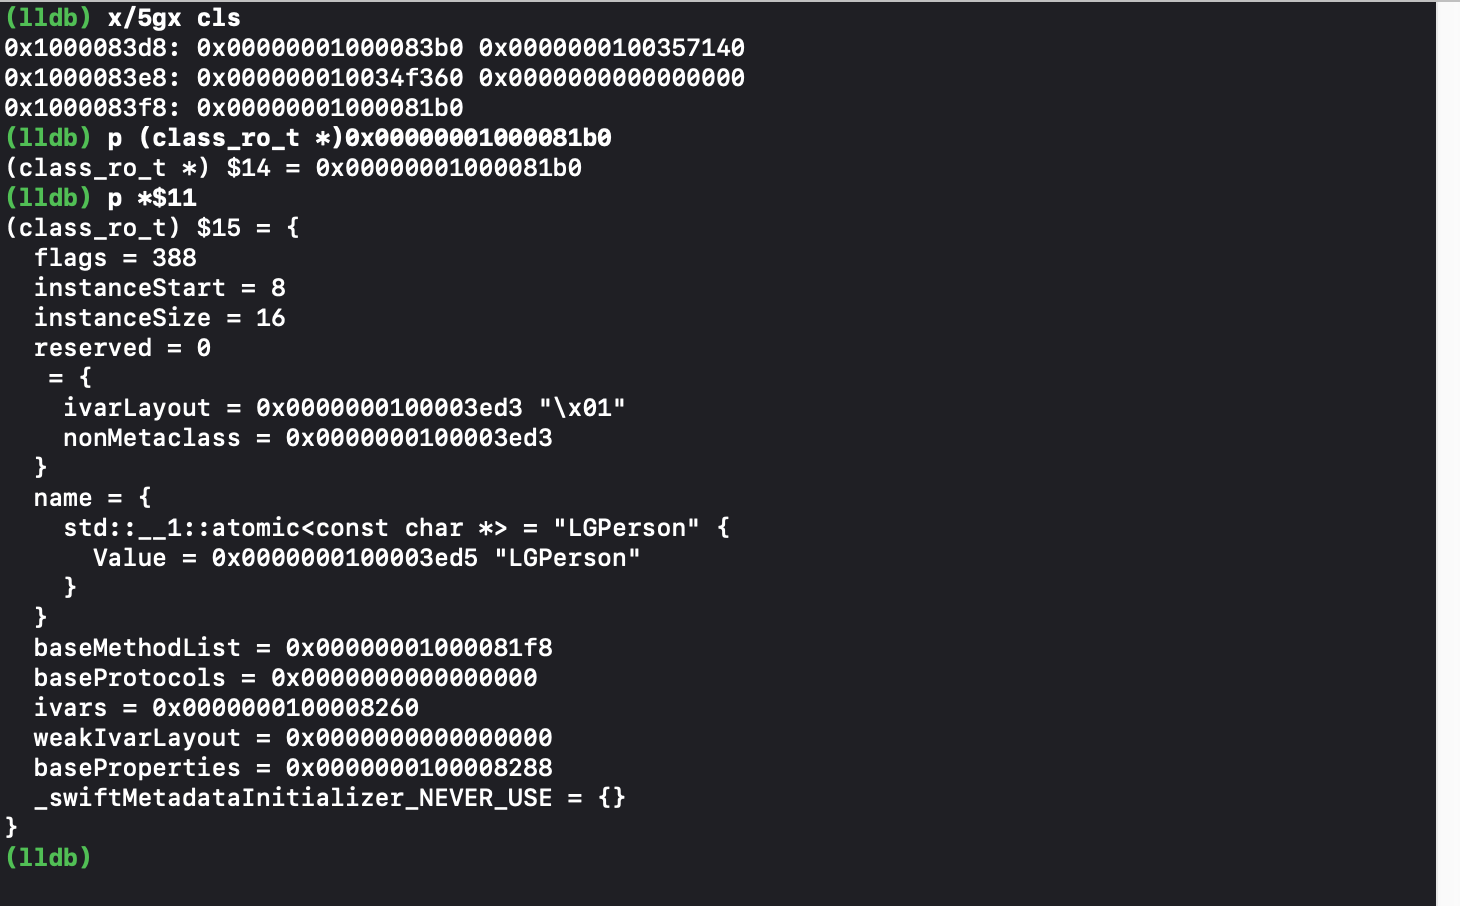 (lldb) x/5gx cls
0x1000083d8: 0x00000001000083b0 0x0000000100357140
0x1000083e8: 0x000000010034f360 0x0000000000000000
0x1000083f8: 0x00000001000081b0
(lldb) p (class_ro_t *)0x00000001000081b0
(class_ro_t *) $14 = 0x00000001000081b0
(lldb) p *$11
(class_ro_t) $15 = {
  flags = 388
  instanceStart = 8
  instanceSize = 16
  reserved = 0
   = {
    ivarLayout = 0x0000000100003ed3 "\x01"
    nonMetaclass = 0x0000000100003ed3
  }
  name = {
    std::__1::atomic<const char *> = "LGPerson" {
      Value = 0x0000000100003ed5 "LGPerson"
    }
  }
  baseMethodList = 0x00000001000081f8
  baseProtocols = 0x0000000000000000
  ivars = 0x0000000100008260
  weakIvarLayout = 0x0000000000000000
  baseProperties = 0x0000000100008288
  _swiftMetadataInitializer_NEVER_USE = {}
}
(lldb)